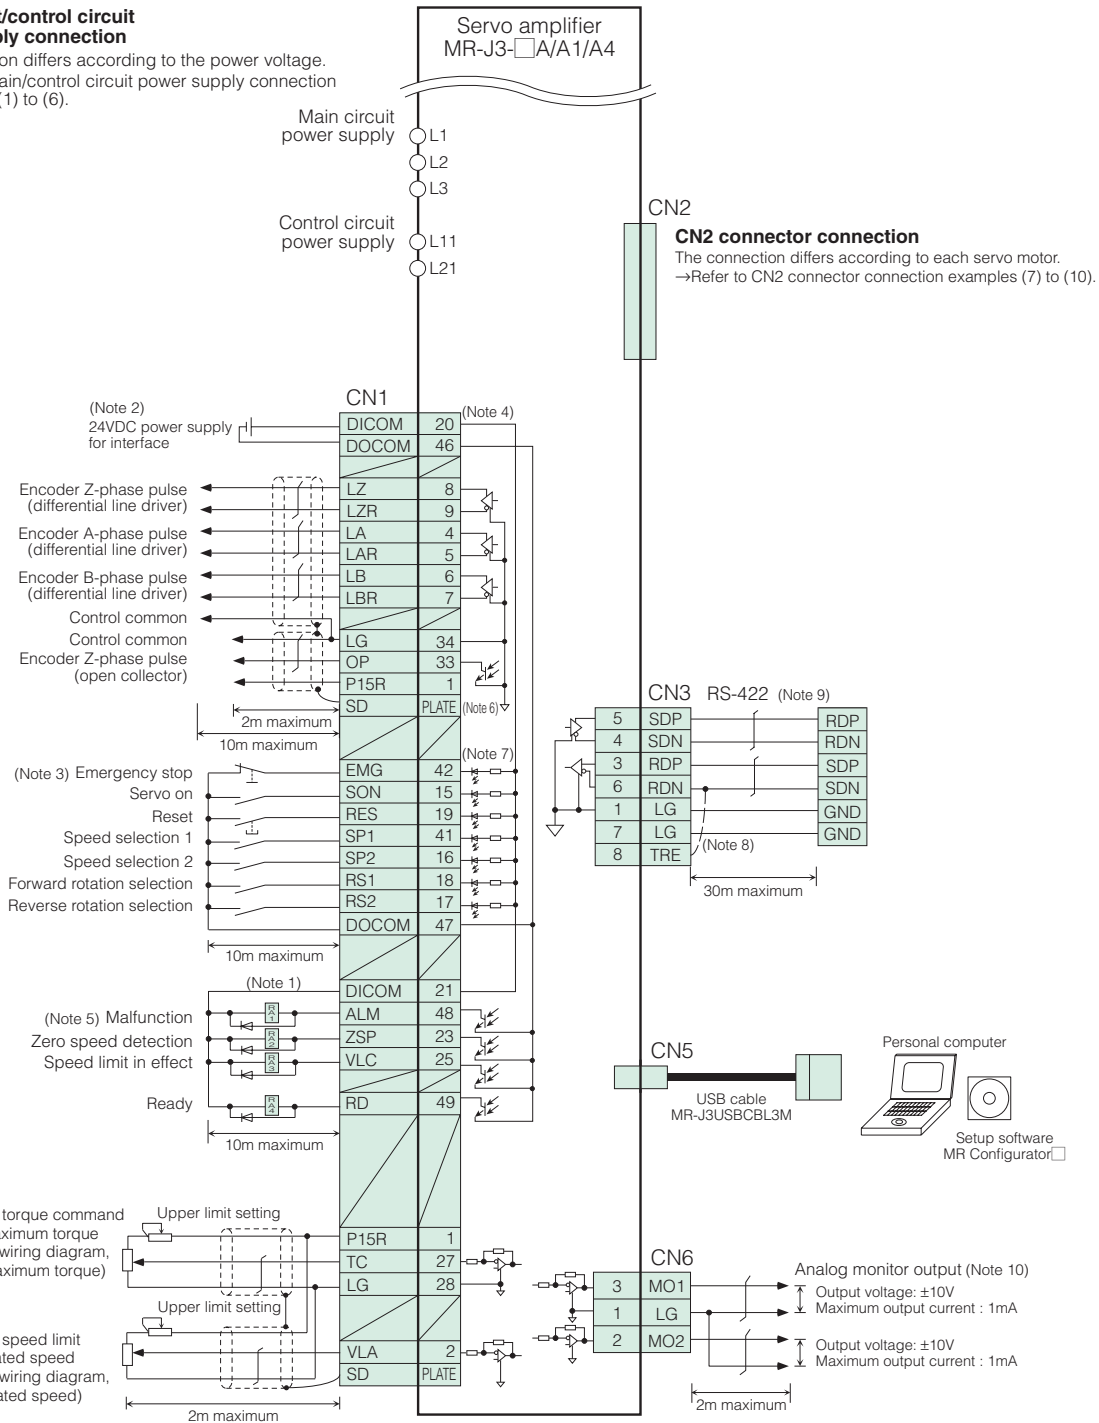 t/control circuit
ly connection
on differs according to the power voltage.
ain/control circuit power supply connection
(1) to (6).
Servo amplifier
MR-J3-□A/A1/A4
Main circuit
power supply
L1
L2
L3
Control circuit
power supply
L11
L21
CN2
CN2 connector connection
The connection differs according to each servo motor.
→Refer to CN2 connector connection examples (7) to (10).
CN1
(Note 2)
24VDC power supply
for interface
(Note 4)
DICOM 20
DOCOM 46
Encoder Z-phase pulse
(differential line driver)
LZ 8
LZR 9
Encoder A-phase pulse
(differential line driver)
LA 4
LAR 5
Encoder B-phase pulse
(differential line driver)
LB 6
LBR 7
Control common
Control common
LG 34
Encoder Z-phase pulse
(open collector)
OP 33
P15R 1
SD PLATE (Note 6)
2m maximum
10m maximum
(Note 7)
(Note 3) Emergency stop EMG 42
Servo on SON 15
Reset RES 19
Speed selection 1 SP1 41
Speed selection 2 SP2 16
Forward rotation selection RS1 18
Reverse rotation selection RS2 17
DOCOM 47
10m maximum
(Note 1)
DICOM 21
(Note 5) Malfunction RA1 ALM 48
Zero speed detection RA2 ZSP 23
Speed limit in effect RA3 VLC 25
Ready RA4 RD 49
10m maximum
torque command
aximum torque
wiring diagram,
aximum torque)
Upper limit setting
P15R 1
TC 27
LG 28
Upper limit setting
speed limit
ated speed
wiring diagram,
ated speed)
VLA 2
SD PLATE
2m maximum
CN3 RS-422 (Note 9)
5 SDP RDP
4 SDN RDN
3 RDP SDP
6 RDN SDN
1 LG GND
7 LG GND
8 TRE
(Note 8)
30m maximum
CN5
USB cable
MR-J3USBCBL3M
Personal computer
Setup software
MR Configurator□
CN6
3 MO1
1 LG
2 MO2
Analog monitor output (Note 10)
Output voltage: ±10V
Maximum output current : 1mA
Output voltage: ±10V
Maximum output current : 1mA
2m maximum